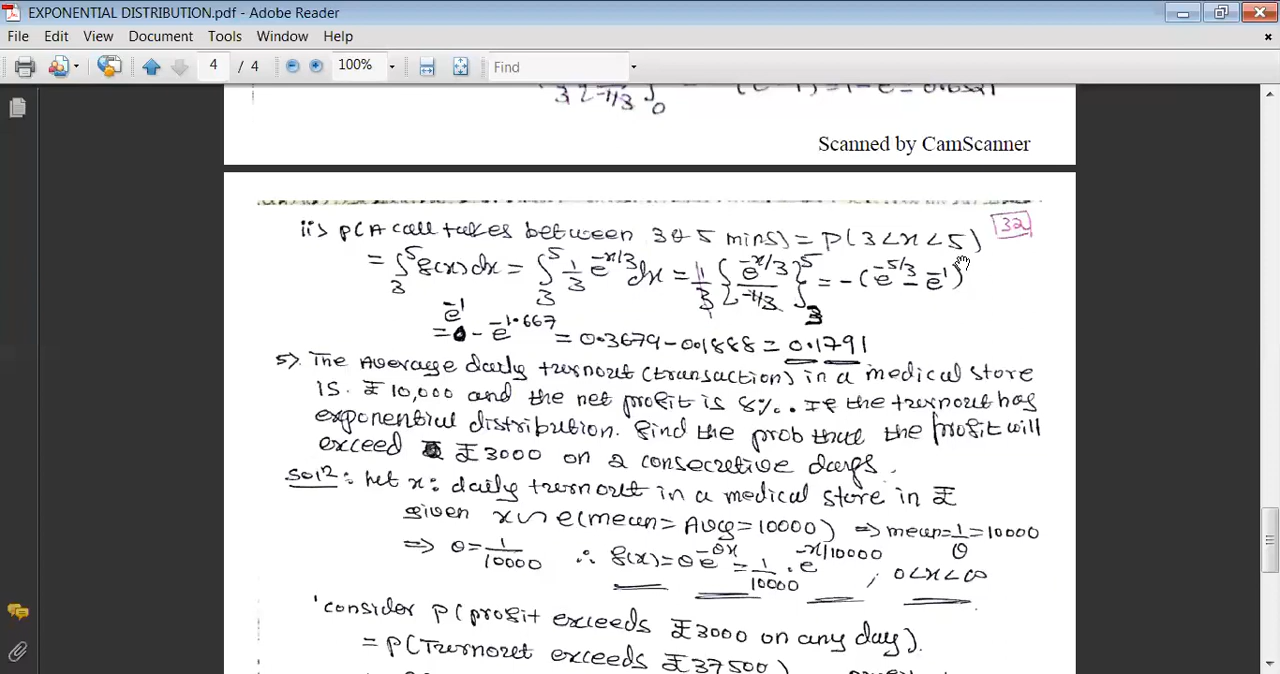 EXPONENTIAL DISTRIBUTION.pdf - Adobe Reader
File Edit View Document Tools Window Help
4 / 4 100% Find
Scanned by CamScanner
ii) P(A call takes between 3 & 5 mins) = P(3<x<5) 32
= ∫₃⁵ f(x)dx = ∫₃⁵ 1/3 e^(-x/3) dx = 1/3 {e^(-x/3) / (-1/3)}₃⁵ = -(e^(-5/3) - e^(-1))
= e^(-1) - e^(-1.667) = 0.3679 - 0.1888 = 0.1791
5). The Average daily turnout (transaction) in a medical store
is ₹ 10,000 and the net profit is 8%. If the turnout has
exponential distribution. find the prob that the profit will
exceed ₹ 3000 on 2 consecutive days.
Solⁿ: let x: daily turnout in a medical store in ₹
given x ~ e(mean = Avg = 10000) ⇒ mean = 1/θ = 10000
⇒ θ = 1/10000 ∴ f(x) = θe^(-θx) = 1/10000 . e^(-x/10000) ; 0<x<∞
consider P(profit exceeds ₹3000 on any day).
= P(Turnout exceeds ₹37500)